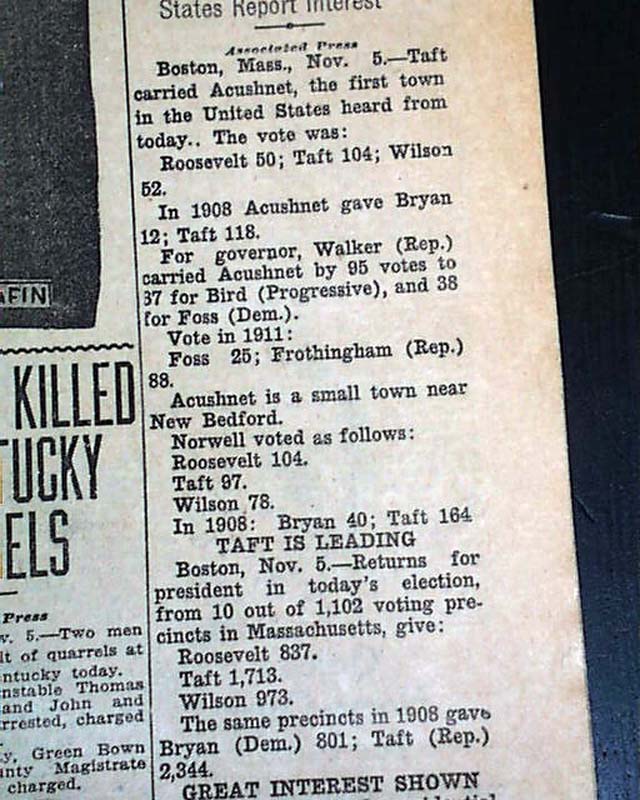 States Report Interest
Associated Press
Boston, Mass., Nov. 5.—Taft
carried Acushnet, the first town
in the United States heard from
today.. The vote was:
Roosevelt 50; Taft 104; Wilson
52.
In 1908 Acushnet gave Bryan
12; Taft 118.
For governor, Walker (Rep.)
carried Acushnet by 95 votes to
37 for Bird (Progressive), and 38
for Foss (Dem.).
Vote in 1911:
Foss 25; Frothingham (Rep.)
88.
Acushnet is a small town near
New Bedford.
Norwell voted as follows:
Roosevelt 104.
Taft 97.
Wilson 78.
In 1908: Bryan 40; Taft 164
TAFT IS LEADING
Boston, Nov. 5.—Returns for
president in today's election,
from 10 out of 1,102 voting pre-
cincts in Massachusetts, give:
Roosevelt 837.
Taft 1,713.
Wilson 973.
The same precincts in 1908 gave
Bryan (Dem.) 801; Taft (Rep.)
2,344.
GREAT INTEREST SHOWN
FIN
KILLED
TUCKY
ELS
Press
v. 5.—Two men
lt of quarrels at
ntucky today.
nstable Thomas
and John and
rrested, charged
y, Green Bown
unty Magistrate
charged.